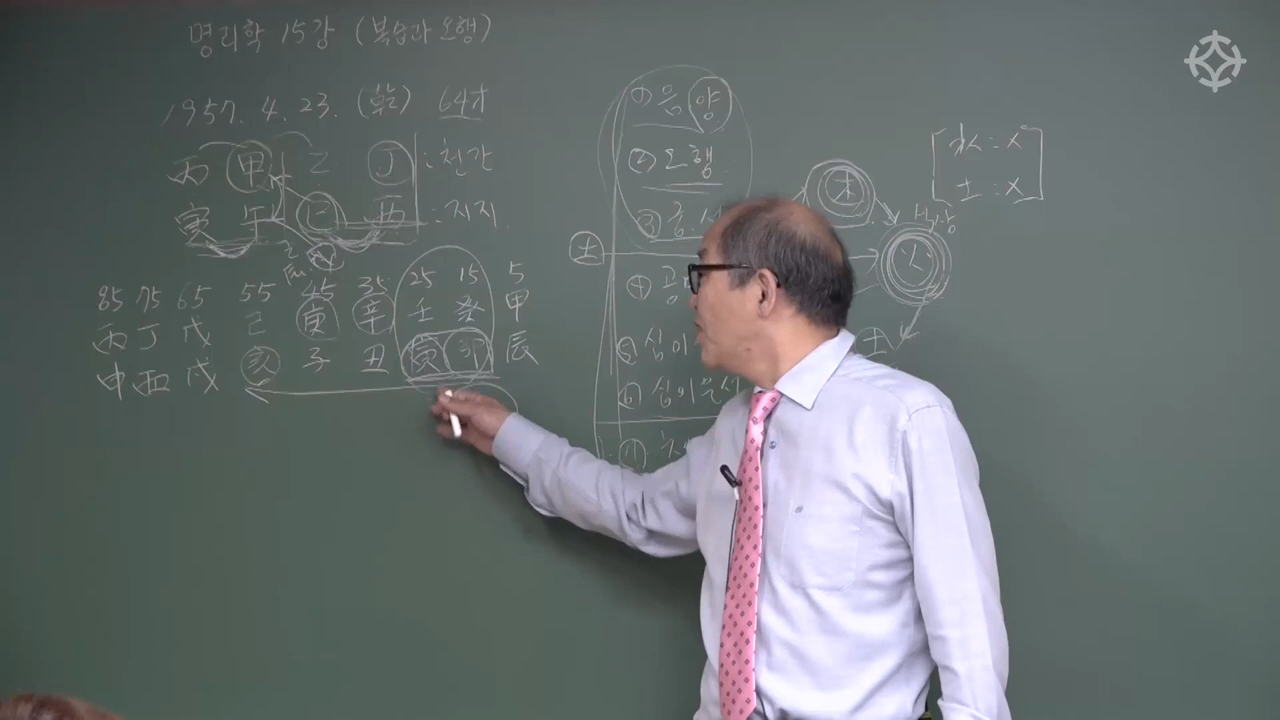 명리학 15강 (복습과 오행)
1957. 4. 23. (乾) 64才
丙 甲 乙 丁 : 천간
寅 午 巳 酉 : 지지
85 75 65 55 45 35 25 15 5
丙 丁 戊 己 庚 辛 壬 癸 甲
申 酉 戌 亥 子 丑 寅 卯 辰
① 음양
② 오행
③
④
⑤ 십이
⑥ 십이운성
土
木
土
水 : X
土 : X